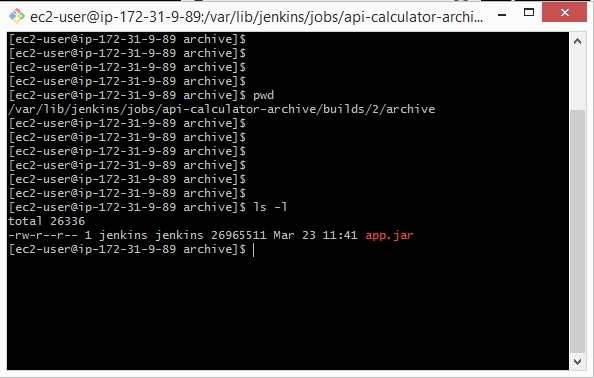 ec2-user@ip-172-31-9-89:/var/lib/jenkins/jobs/api-calculator-archi...
[ec2-user@ip-172-31-9-89 archive]$
[ec2-user@ip-172-31-9-89 archive]$
[ec2-user@ip-172-31-9-89 archive]$
[ec2-user@ip-172-31-9-89 archive]$
[ec2-user@ip-172-31-9-89 archive]$ pwd
/var/lib/jenkins/jobs/api-calculator-archive/builds/2/archive
[ec2-user@ip-172-31-9-89 archive]$
[ec2-user@ip-172-31-9-89 archive]$
[ec2-user@ip-172-31-9-89 archive]$
[ec2-user@ip-172-31-9-89 archive]$
[ec2-user@ip-172-31-9-89 archive]$
[ec2-user@ip-172-31-9-89 archive]$
[ec2-user@ip-172-31-9-89 archive]$ ls -l
total 26336
-rw-r--r-- 1 jenkins jenkins 26965511 Mar 23 11:41 app.jar
[ec2-user@ip-172-31-9-89 archive]$